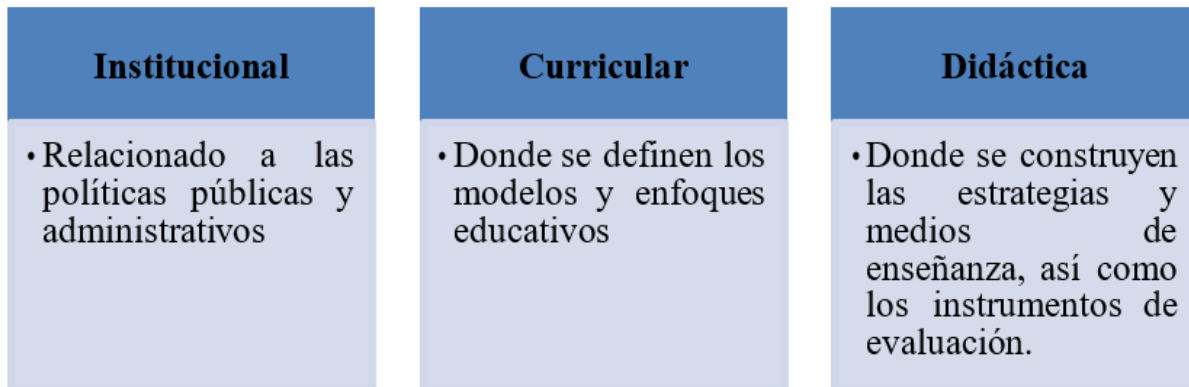 Institucional
• Relacionado a las
políticas públicas y
administrativos
Curricular
• Donde se definen los
modelos y enfoques
educativos
Didáctica
• Donde se construyen
las estrategias y
medios de
enseñanza, así como
los instrumentos de
evaluación.